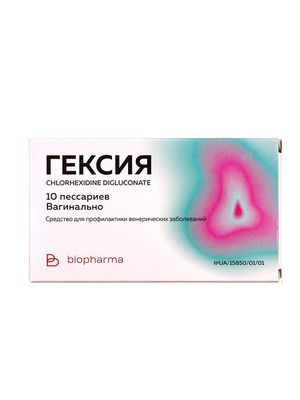 ГЕКСИЯ
CHLORHEXIDINE DIGLUCONATE
10 пессариев
Вагинально
Средство для профилактики венерических заболеваний
biopharma
№UA/15850/01/01